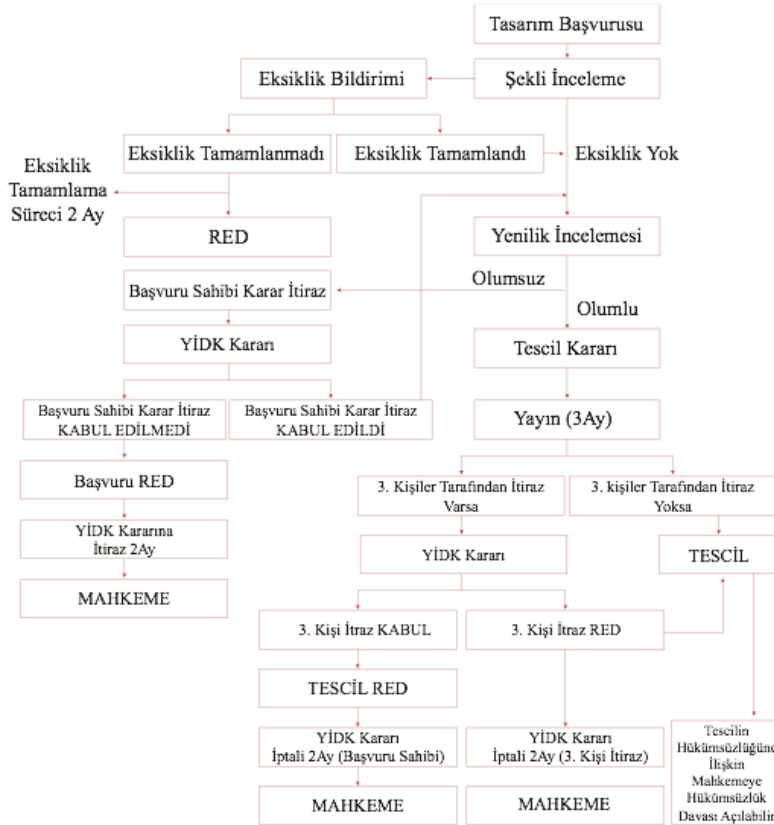 Tasarım Başvurusu
Eksiklik Bildirimi
Şekli İnceleme
Eksiklik Tamamlanmadı
Eksiklik Tamamlandı
Eksiklik Yok
Eksiklik
Tamamlama
Süreci 2 Ay
RED
Yenilik İncelemesi
Olumsuz
Başvuru Sahibi Karar İtiraz
Olumlu
YİDK Kararı
Tescil Kararı
Başvuru Sahibi Karar İtiraz
KABUL EDİLMEDİ
Başvuru Sahibi Karar İtiraz
KABUL EDİLDİ
Yayın (3Ay)
Başvuru RED
3. Kişiler Tarafından İtiraz
Varsa
3. kişiler Tarafından İtiraz
Yoksa
YİDK Kararına
İtiraz 2Ay
YİDK Kararı
TESCİL
MAHKEME
3. Kişi İtiraz KABUL
3. Kişi İtraz RED
TESCİL RED
YİDK Kararı
İptali 2Ay (Başvuru Sahibi)
YİDK Kararı
İptali 2Ay (3. Kişi İtiraz)
Tescilin
Hükümsüzlüğüne
İlişkin
Mahkemeye
Hükümsüzlük
Davası Açılabilir
MAHKEME
MAHKEME